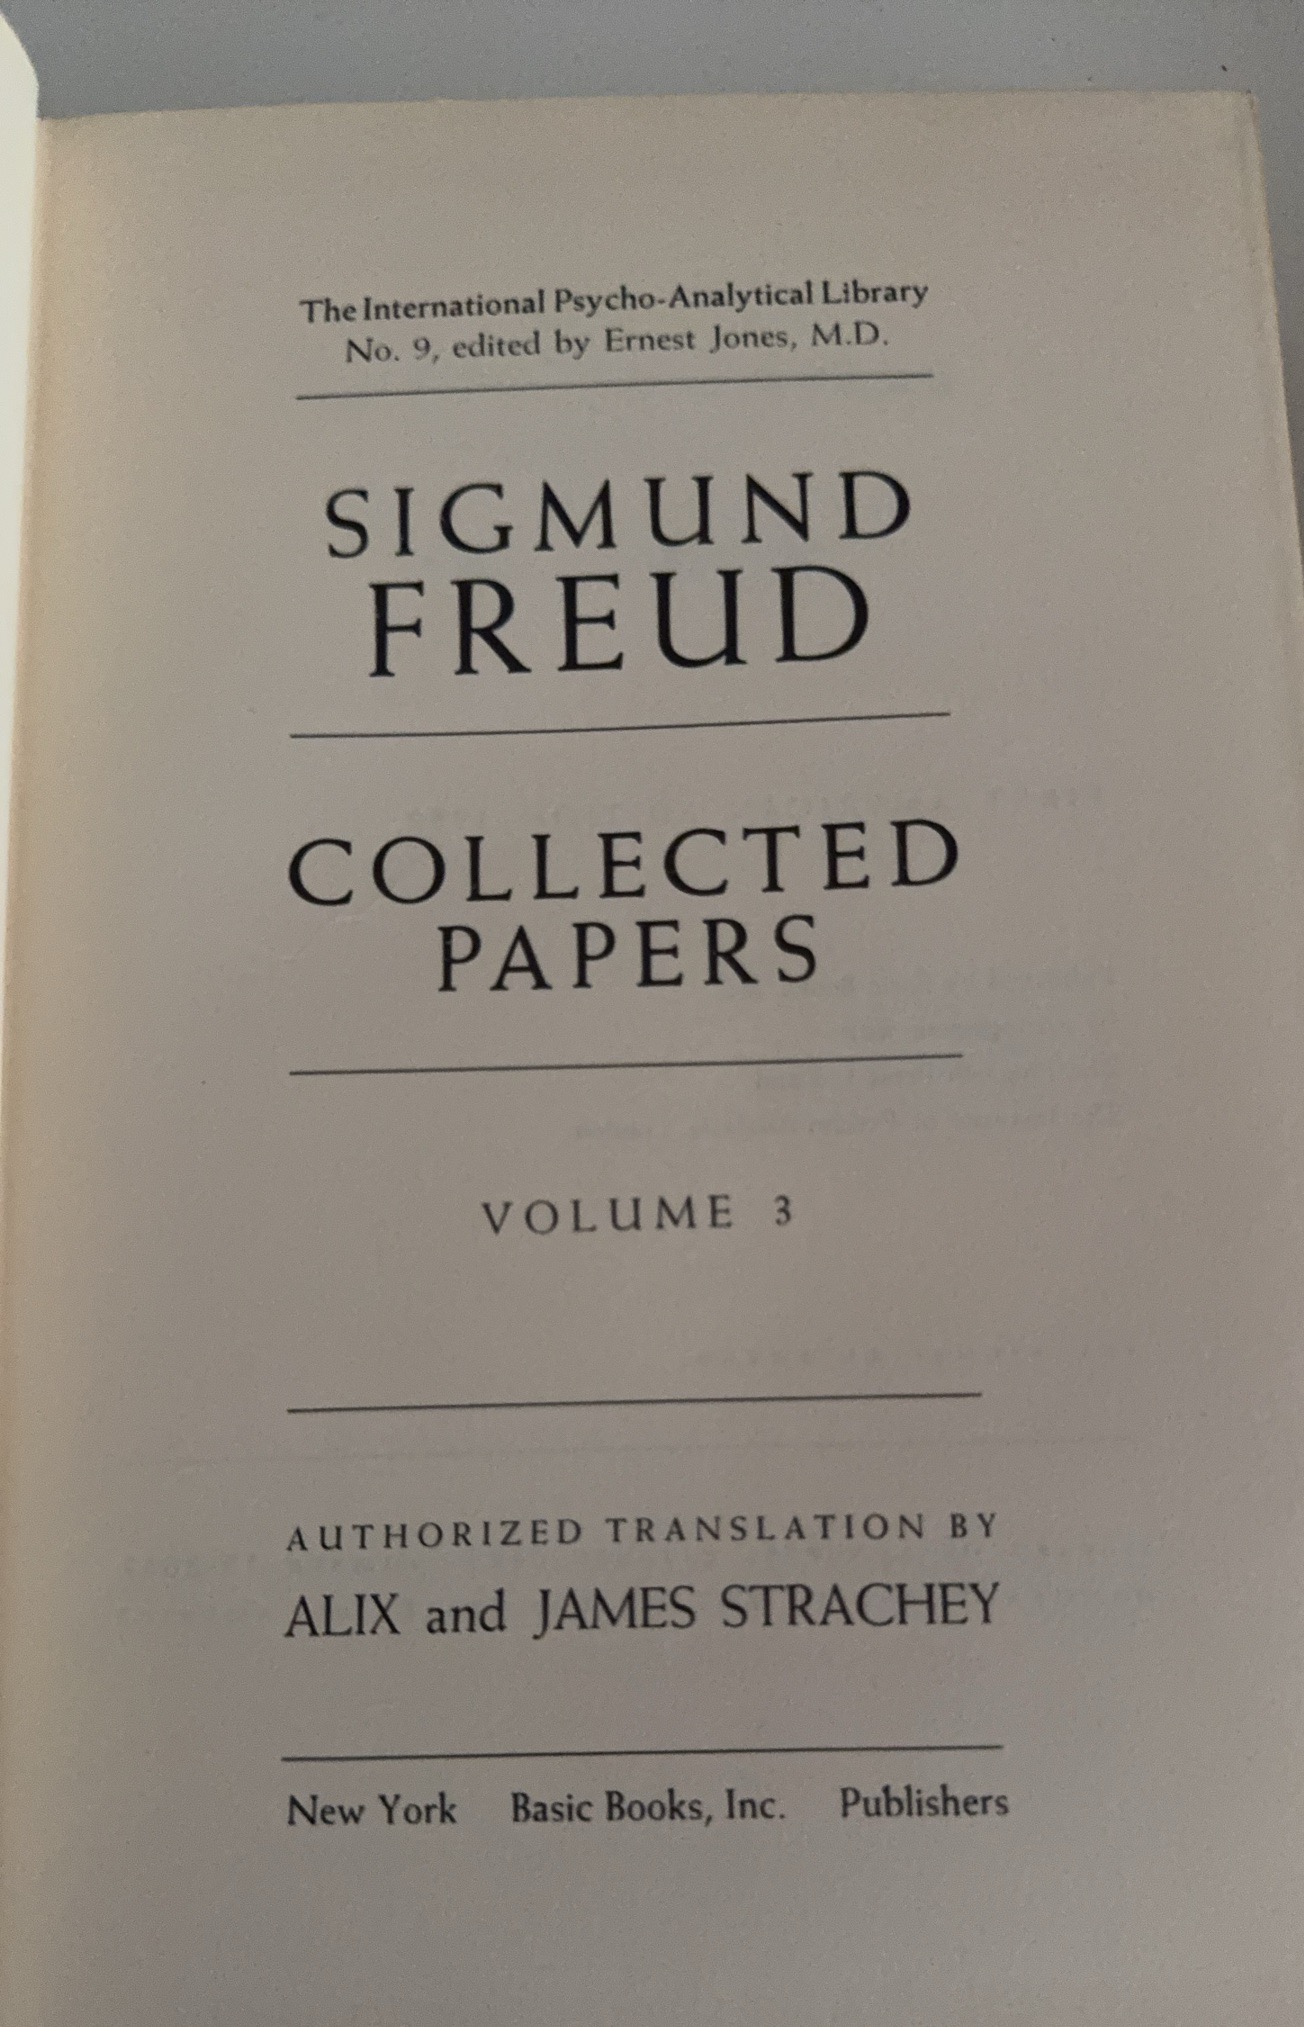 The International Psycho-Analytical Library
No. 9, edited by Ernest Jones, M.D.
SIGMUND
FREUD
COLLECTED
PAPERS
VOLUME 3
AUTHORIZED TRANSLATION BY
ALIX and JAMES STRACHEY
New York Basic Books, Inc. Publishers